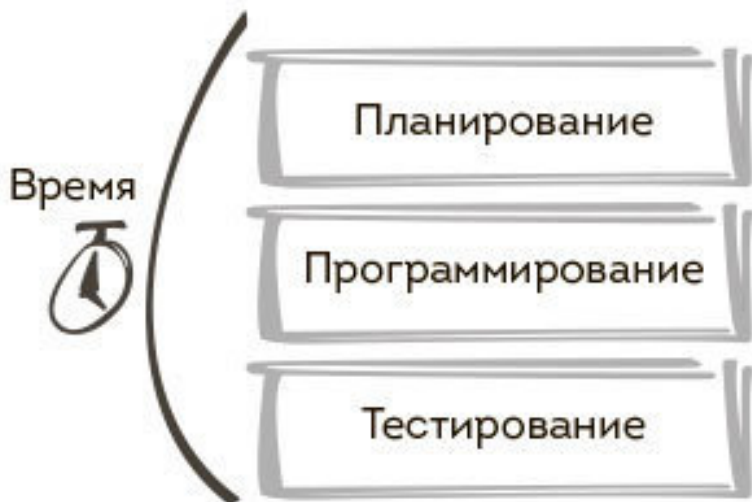 Планирование
Время
Программирование
Тестирование